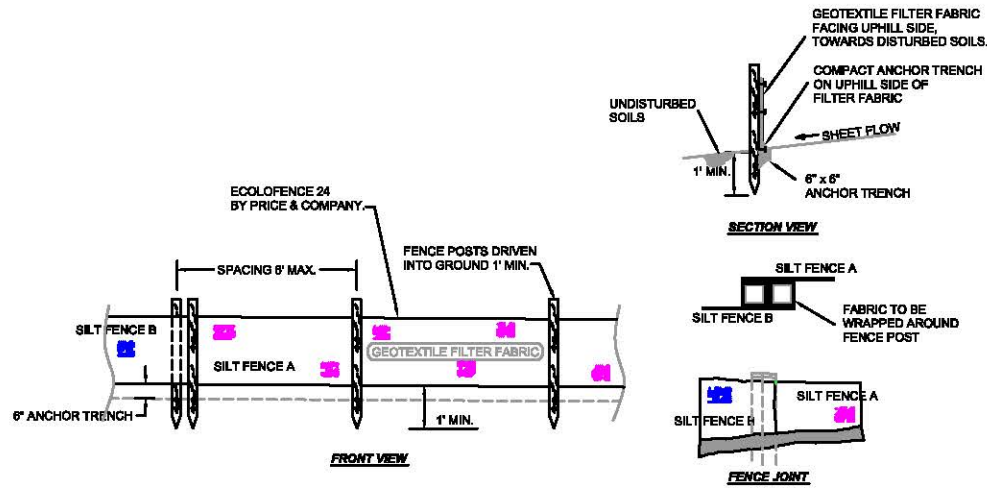 GEOTEXTILE FILTER FABRIC
FACING UPHILL SIDE,
TOWARDS DISTURBED SOILS.
COMPACT ANCHOR TRENCH
ON UPHILL SIDE OF
FILTER FABRIC
UNDISTURBED
SOILS
SHEET FLOW
1' MIN.
6" x 6"
ANCHOR TRENCH
SECTION VIEW
ECOLOFENCE 24
BY PRICE & COMPANY.
FENCE POSTS DRIVEN
INTO GROUND 1' MIN.
SPACING 6' MAX.
SILT FENCE B
SILT FENCE A
GEOTEXTILE FILTER FABRIC
6" ANCHOR TRENCH
1' MIN.
FRONT VIEW
SILT FENCE A
SILT FENCE B
FABRIC TO BE
WRAPPED AROUND
FENCE POST
SILT FENCE A
SILT FENCE
FENCE JOINT